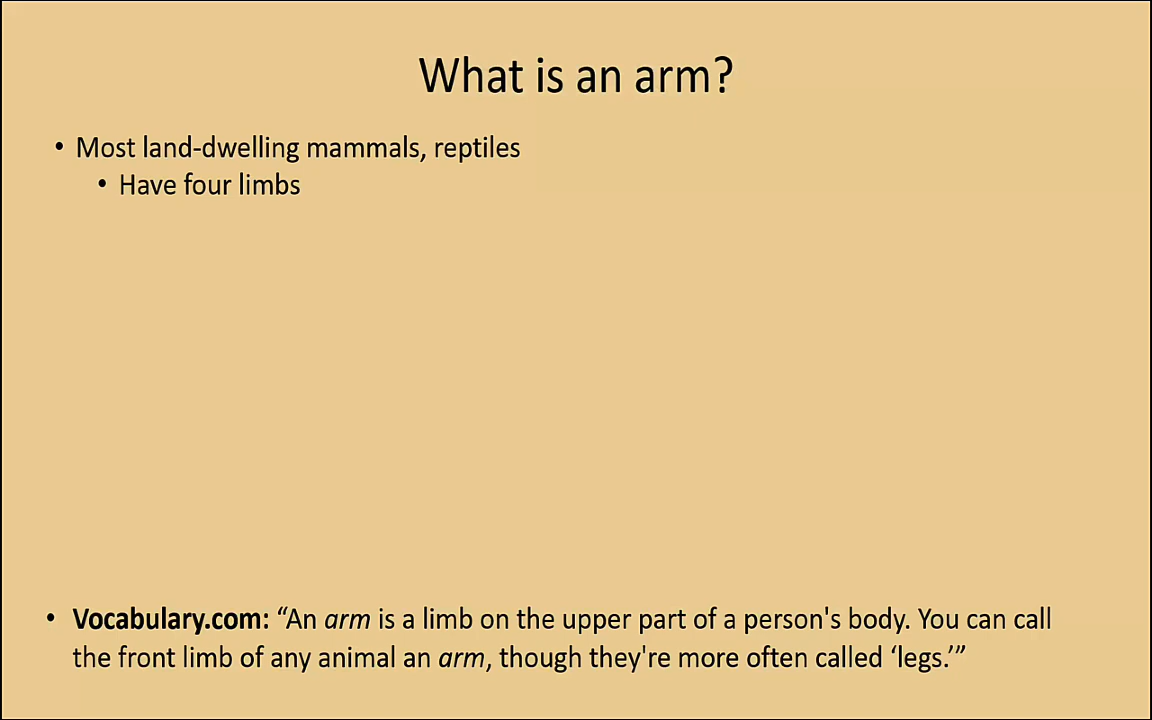 What is an arm?
• Most land-dwelling mammals, reptiles
• Have four limbs
• Vocabulary.com: “An arm is a limb on the upper part of a person's body. You can call
the front limb of any animal an arm, though they're more often called ‘legs.’”